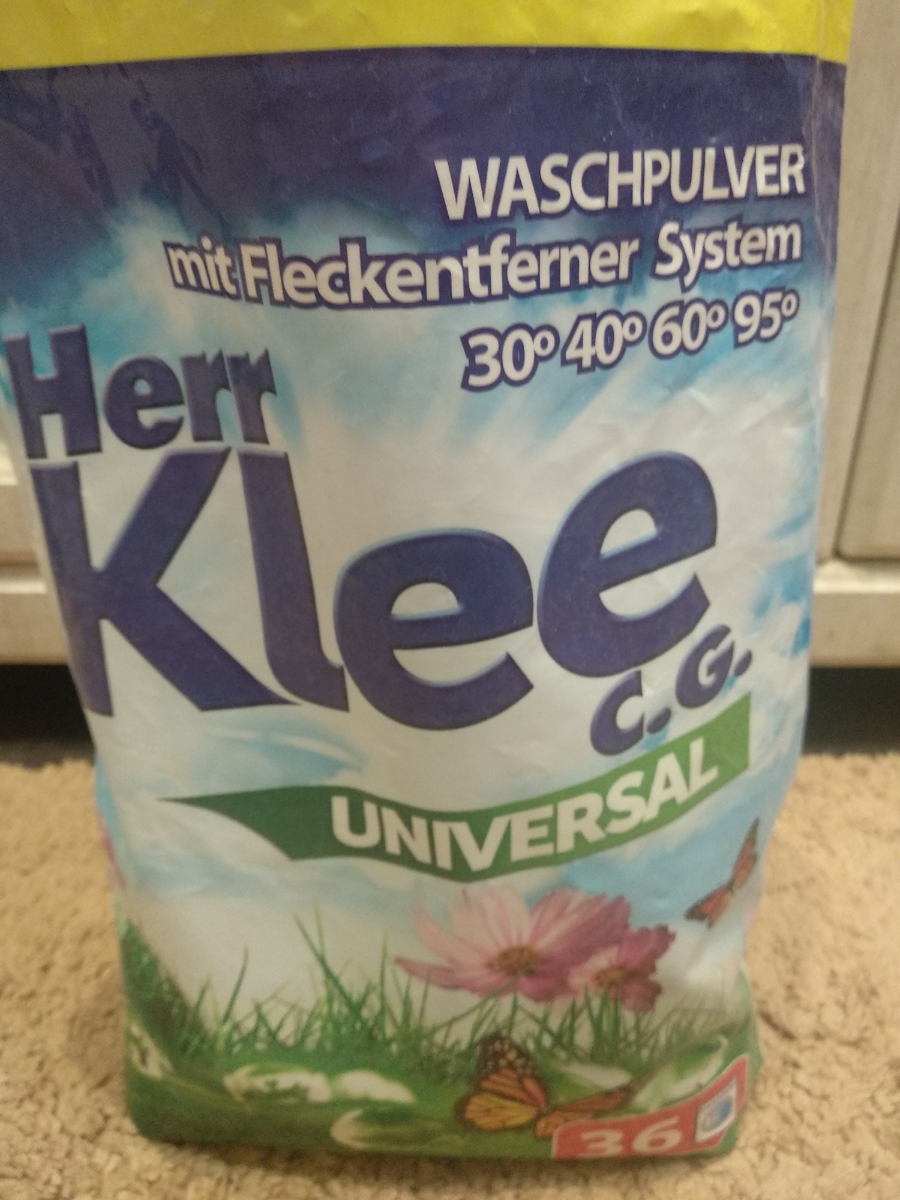 WASCHPULVER
mit Fleckentferner System
30° 40° 60° 95°
Herr
Klee
C.G.
UNIVERSAL
36